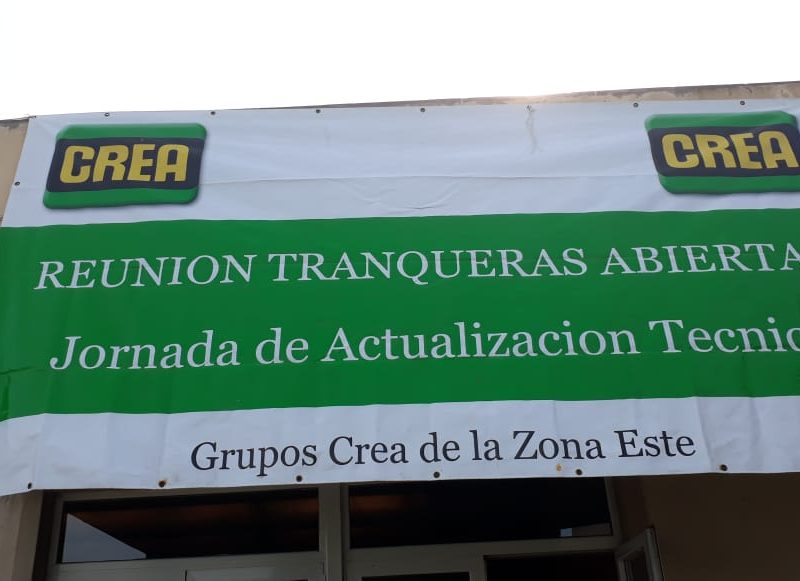 CREA
CREA
REUNION TRANQUERAS ABIERTA
Jornada de Actualizacion Tecnic
Grupos Crea de la Zona Este